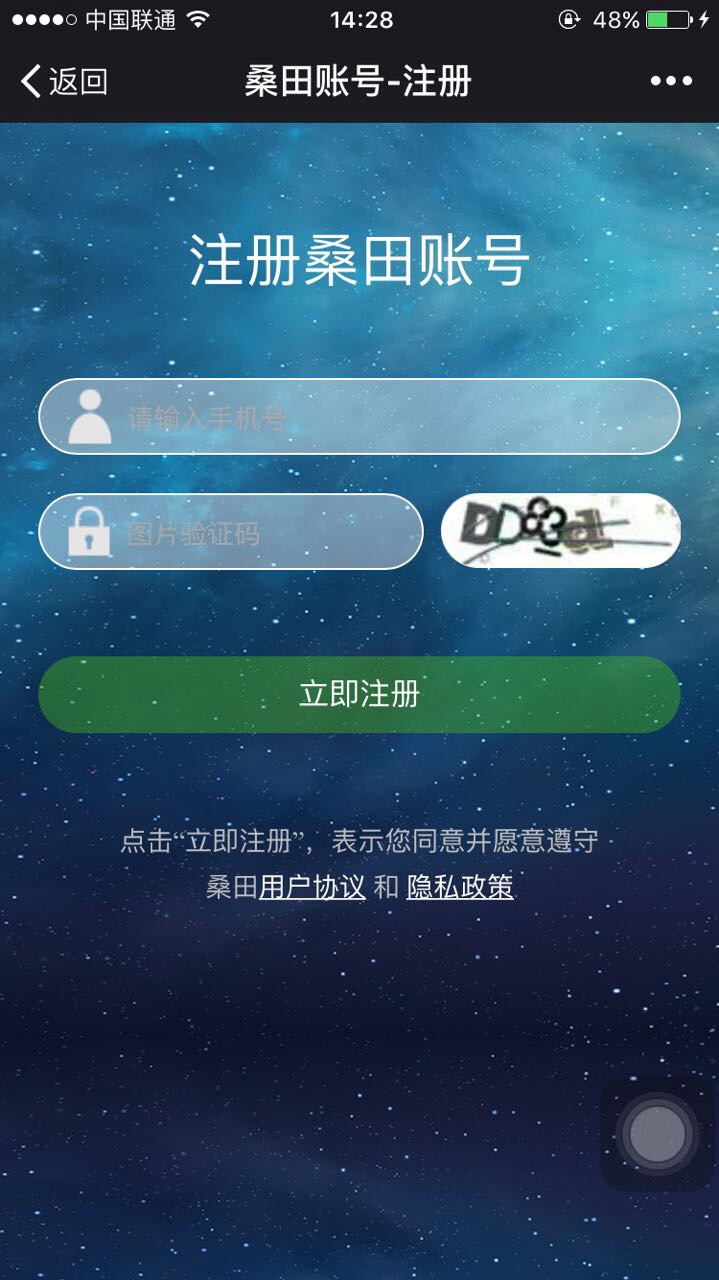 中国联通 14:28 48%
返回 桑田账号-注册
注册桑田账号
请输入手机号
图片验证码
立即注册
点击“立即注册”，表示您同意并愿意遵守
桑田用户协议 和 隐私政策